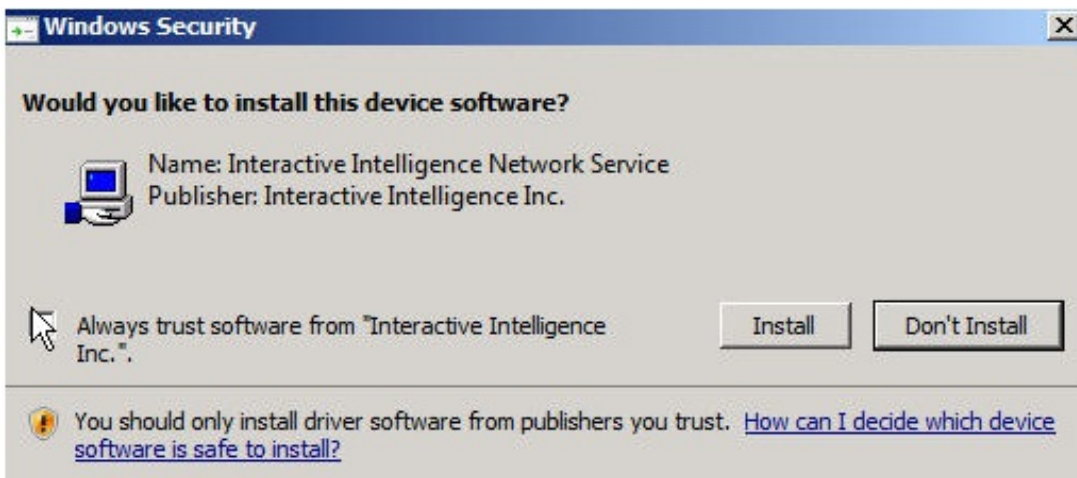 Windows Security
Would you like to install this device software?
Name: Interactive Intelligence Network Service
Publisher: Interactive Intelligence Inc.
Always trust software from "Interactive Intelligence
Inc.".
Install
Don't Install
You should only install driver software from publishers you trust. How can I decide which device
software is safe to install?